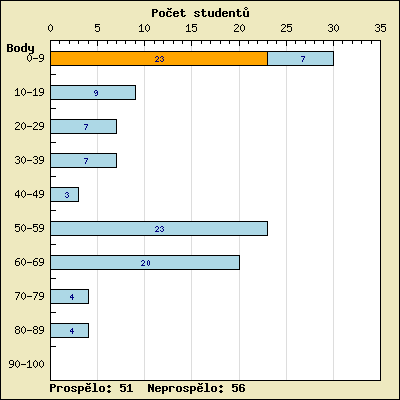 Počet studentů
0 5 10 15 20 25 30 35
Body
0-9 23 7
10-19 9
20-29 7
30-39 7
40-49 3
50-59 23
60-69 20
70-79 4
80-89 4
90-100
Prospělo: 51 Neprospělo: 56